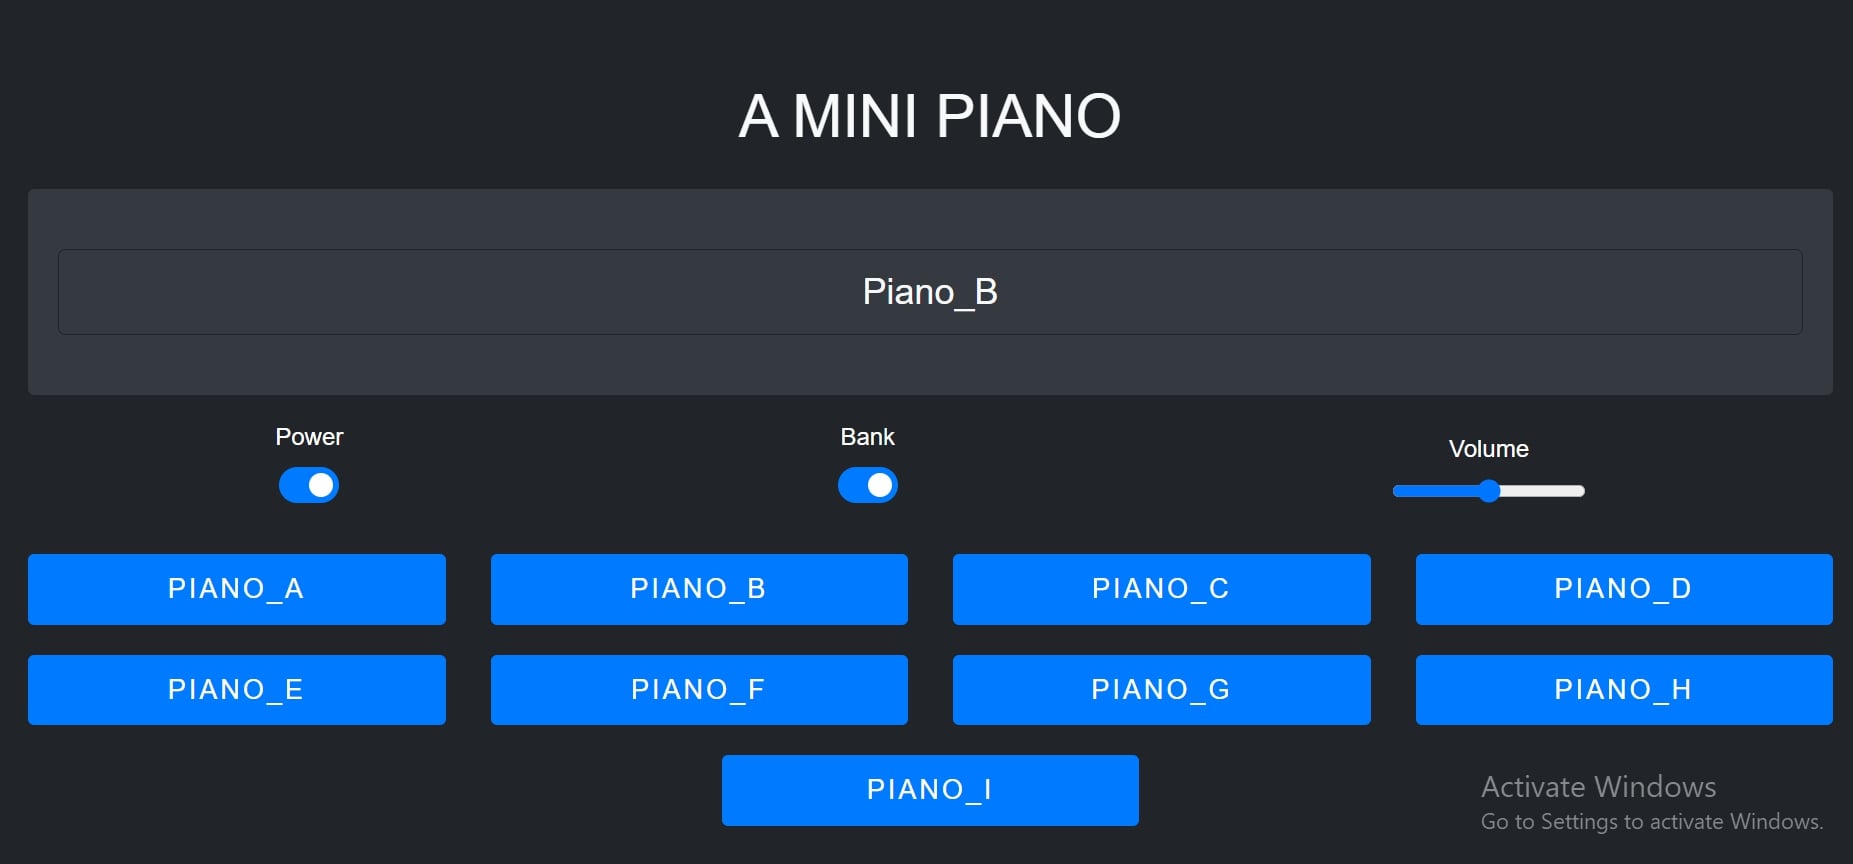 A MINI PIANO
Piano_B
Power
Bank
Volume
PIANO_A
PIANO_B
PIANO_C
PIANO_D
PIANO_E
PIANO_F
PIANO_G
PIANO_H
PIANO_I
Activate Windows
Go to Settings to activate Windows.